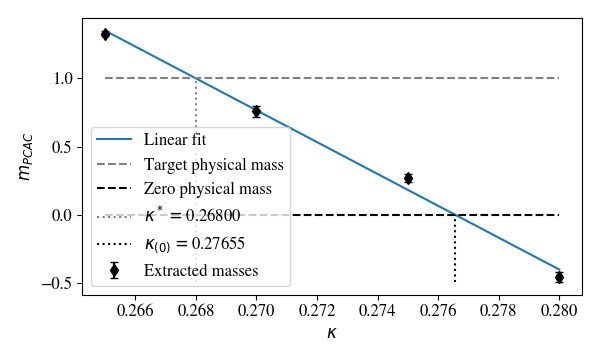 1.0
0.5
0.0
−0.5
m_PCAC
Linear fit
Target physical mass
Zero physical mass
κ* = 0.26800
κ(0) = 0.27655
Extracted masses
0.266 0.268 0.270 0.272 0.274 0.276 0.278 0.280
κ